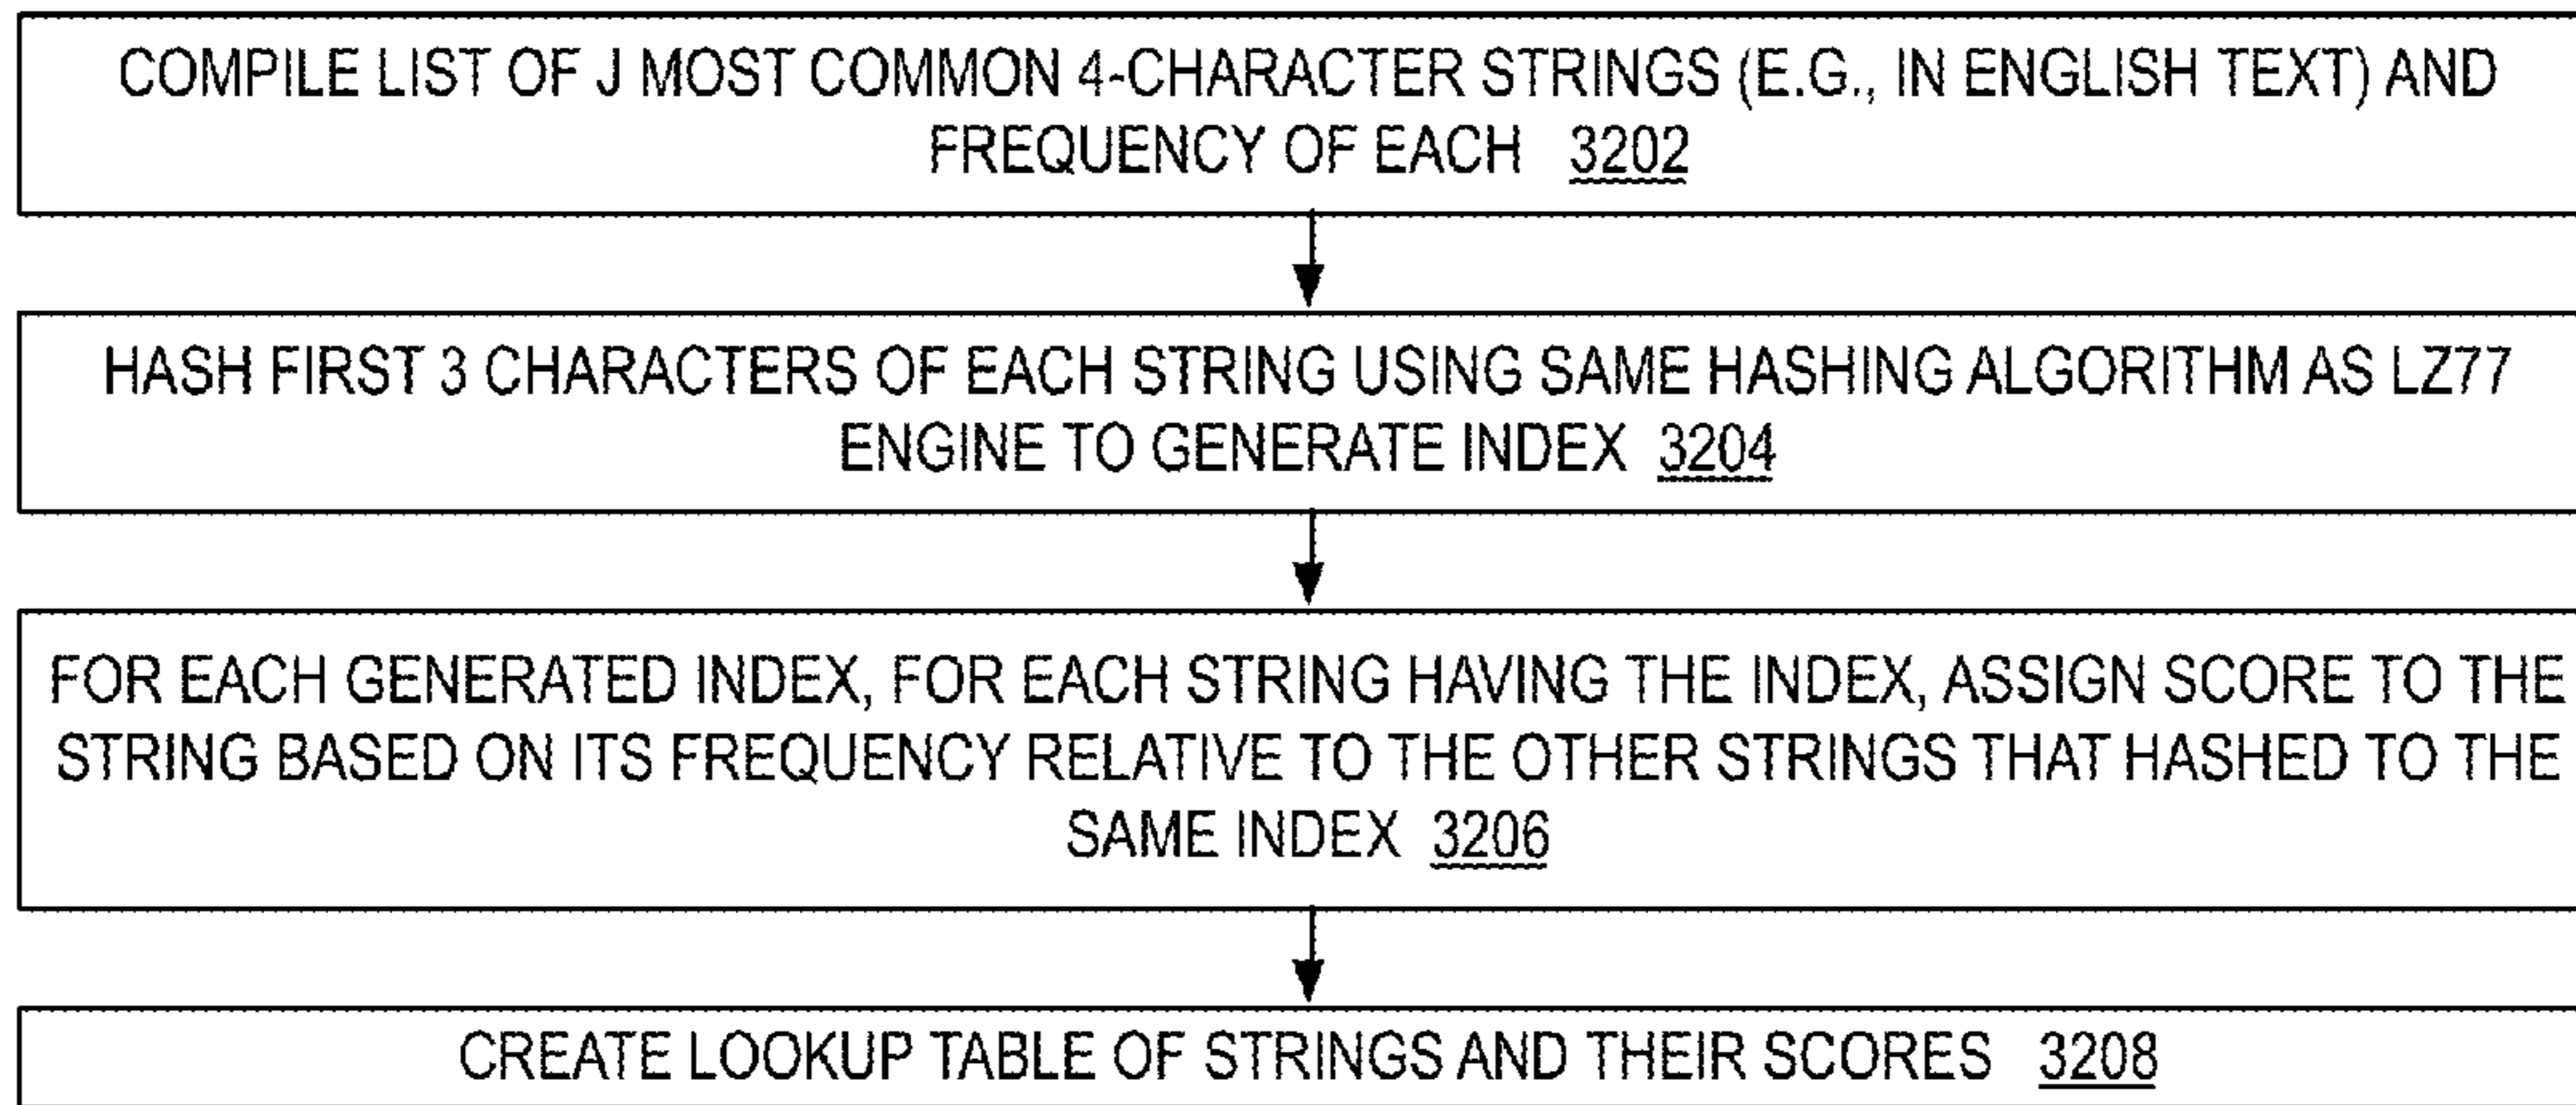 COMPILE LIST OF J MOST COMMON 4-CHARACTER STRINGS (E.G., IN ENGLISH TEXT) AND
FREQUENCY OF EACH 3202
HASH FIRST 3 CHARACTERS OF EACH STRING USING SAME HASHING ALGORITHM AS LZ77
ENGINE TO GENERATE INDEX 3204
FOR EACH GENERATED INDEX, FOR EACH STRING HAVING THE INDEX, ASSIGN SCORE TO THE
STRING BASED ON ITS FREQUENCY RELATIVE TO THE OTHER STRINGS THAT HASHED TO THE
SAME INDEX 3206
CREATE LOOKUP TABLE OF STRINGS AND THEIR SCORES 3208